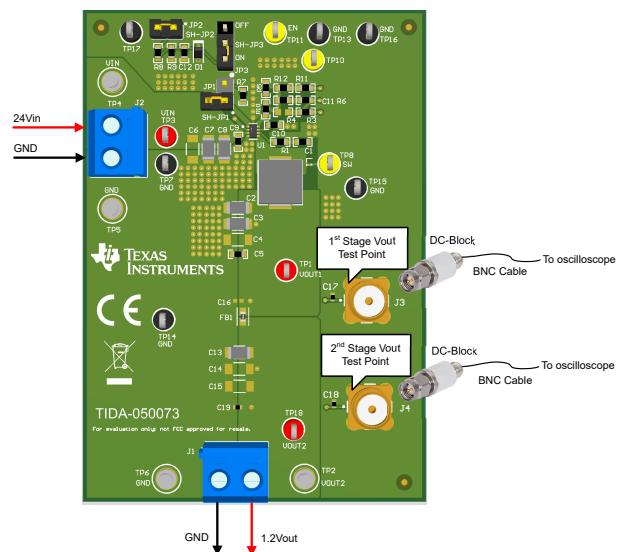 JP2
SH-JP2
TP17
R8 R9 C12 D1
OFF
SH-JP3
ON
JP3
EN
TP11
GND
TP13
GND
TP16
TP10
VIN
TP4
J2
JP1
SH-JP1
R7
R12 R11
C11 R6
R4 R3
C10
U1
R1 C1
L1
C9
24Vin
GND
VIN
TP3
C6 C7 C8
TP7
GND
TP8
SW
TP15
GND
GND
TP5
C2
C3
C4
C5
TEXAS
INSTRUMENTS
1st Stage Vout
Test Point
DC-Block
To oscilloscope
BNC Cable
TP1
VOUT1
C17
J3
C16
FB1
TP14
GND
2nd Stage Vout
Test Point
DC-Block
To oscilloscope
BNC Cable
C13
C14
C15
C18
J4
C19
CE
TIDA-050073
For evaluation only; not FCC approved for resale.
TP18
VOUT2
J1
TP6
GND
TP2
VOUT2
GND
1.2Vout